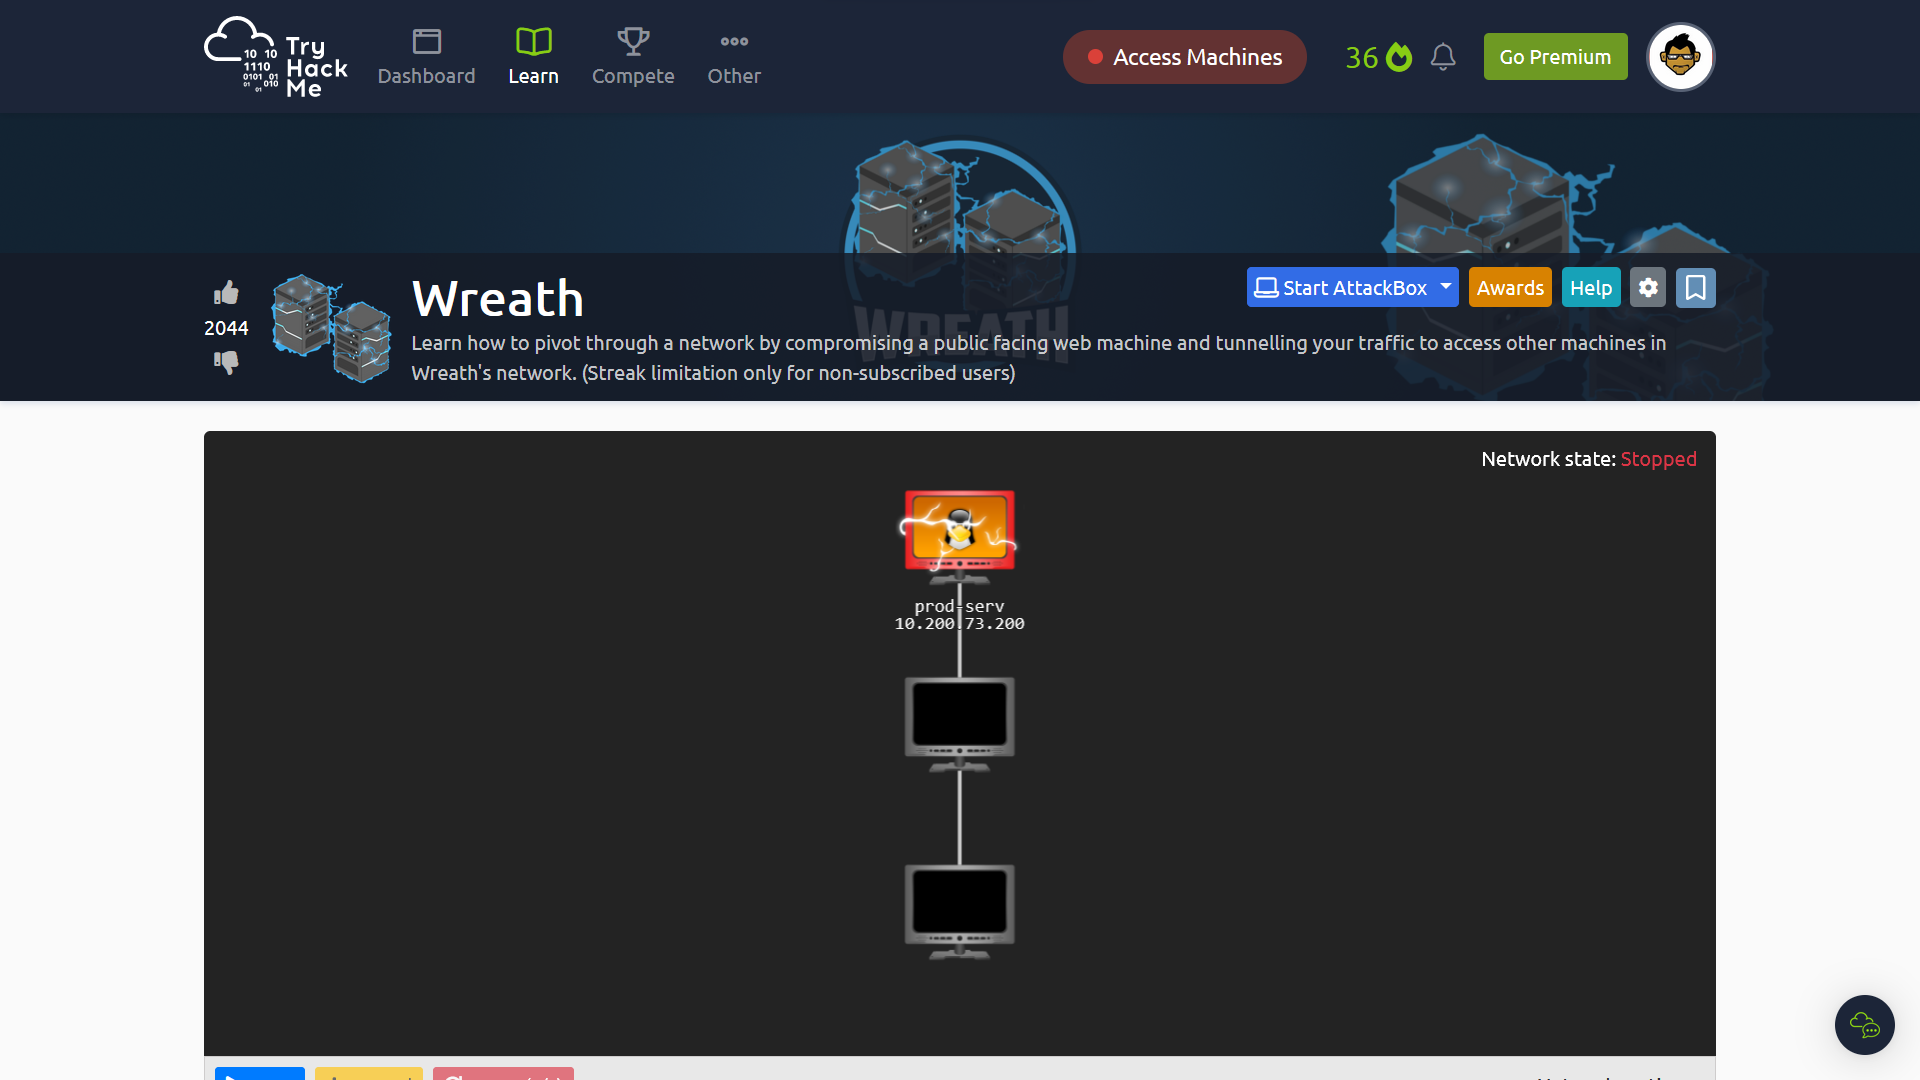 Try
Hack
Me
Dashboard
Learn
Compete
Other
Access Machines
36
Go Premium
WREATH
2044
Wreath
Start AttackBox
Awards
Help
Learn how to pivot through a network by compromising a public facing web machine and tunnelling your traffic to access other machines in
Wreath's network. (Streak limitation only for non-subscribed users)
Network state: Stopped
prod-serv
10.200.73.200